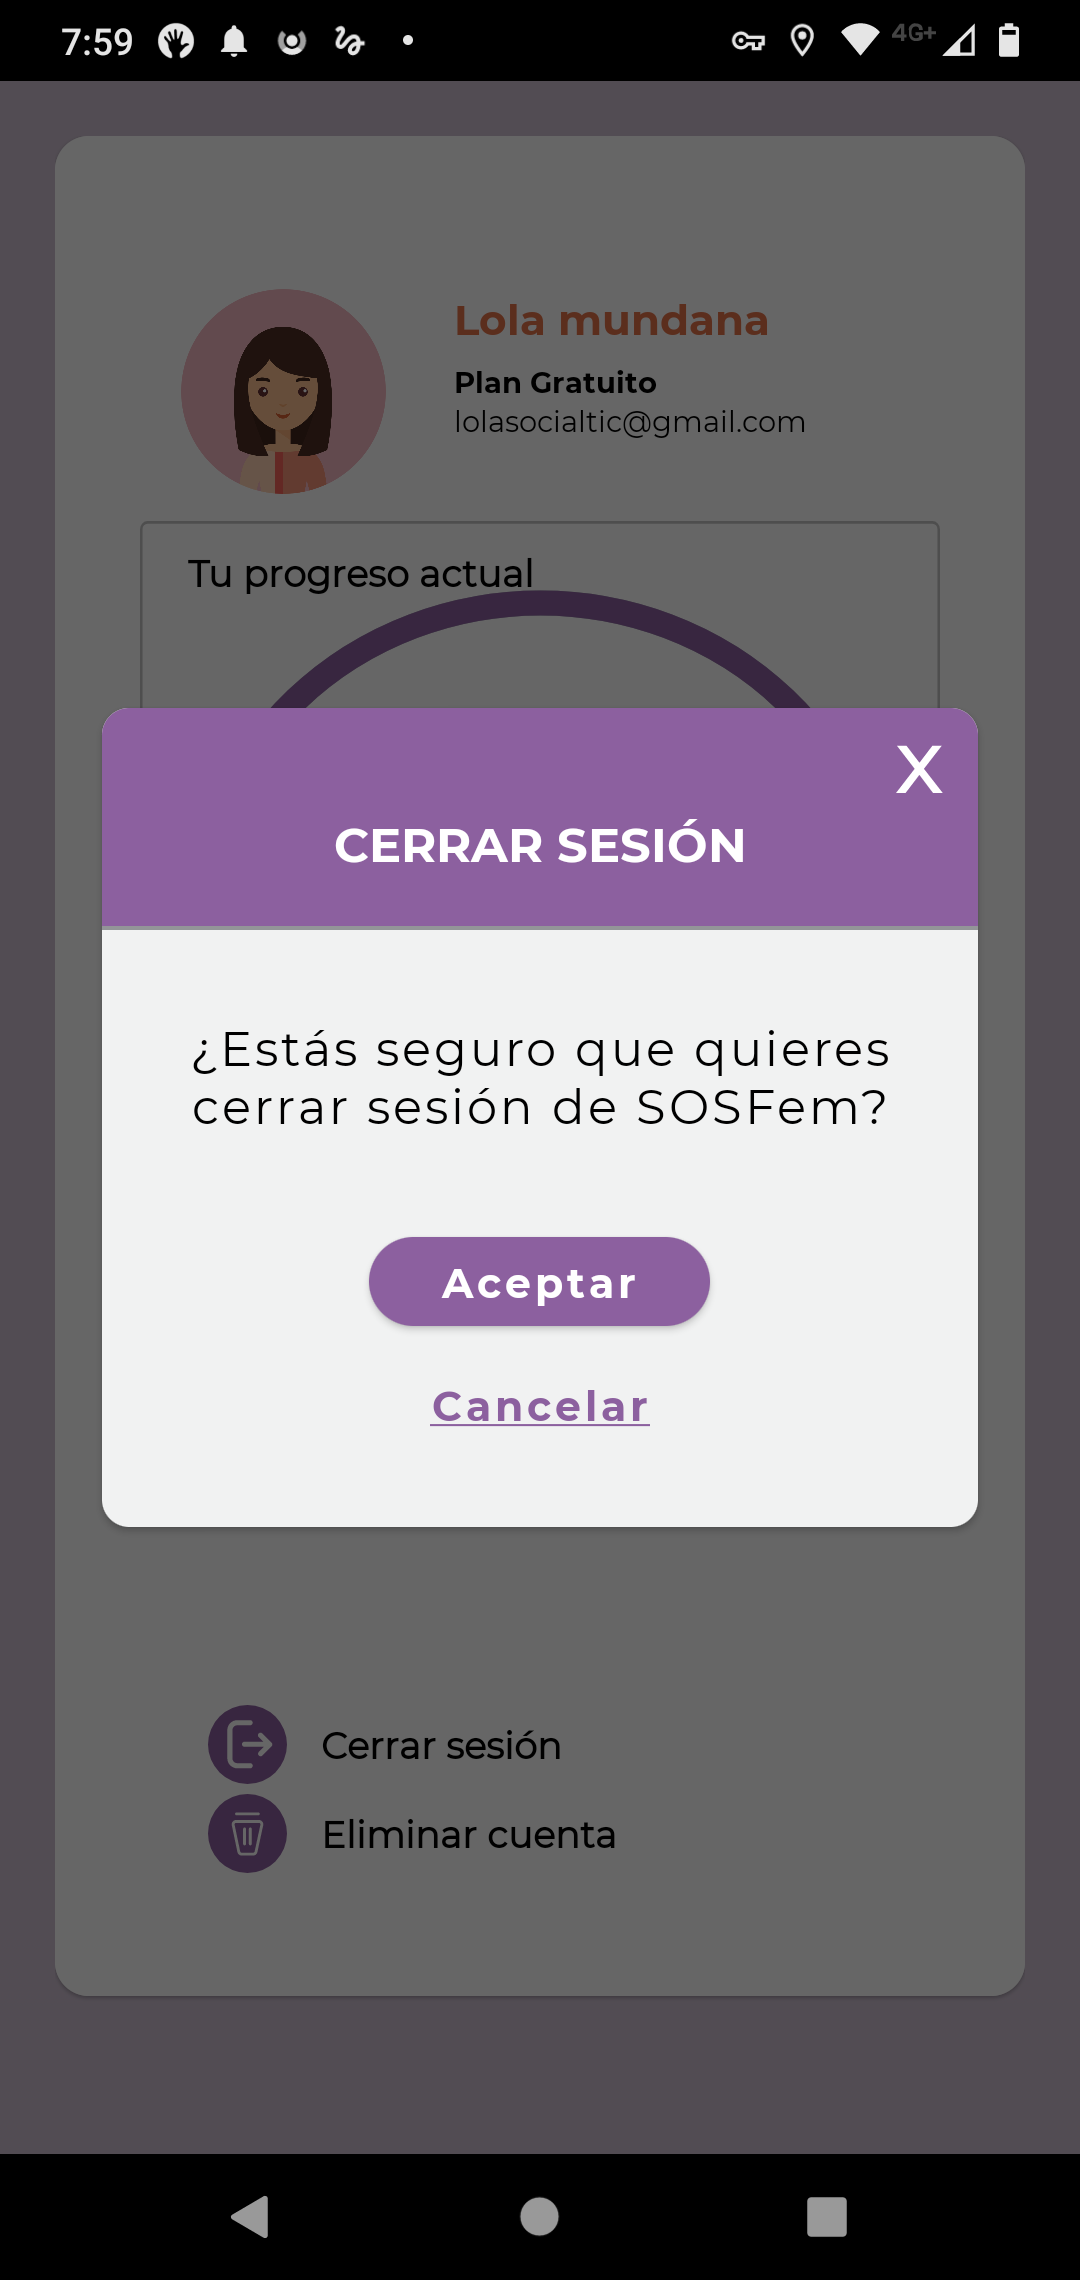 7:59
4G+
Lola mundana
Plan Gratuito
lolasocialtic@gmail.com
Tu progreso actual
X
CERRAR SESIÓN
¿Estás seguro que quieres
cerrar sesión de SOSFem?
Aceptar
Cancelar
Cerrar sesión
Eliminar cuenta